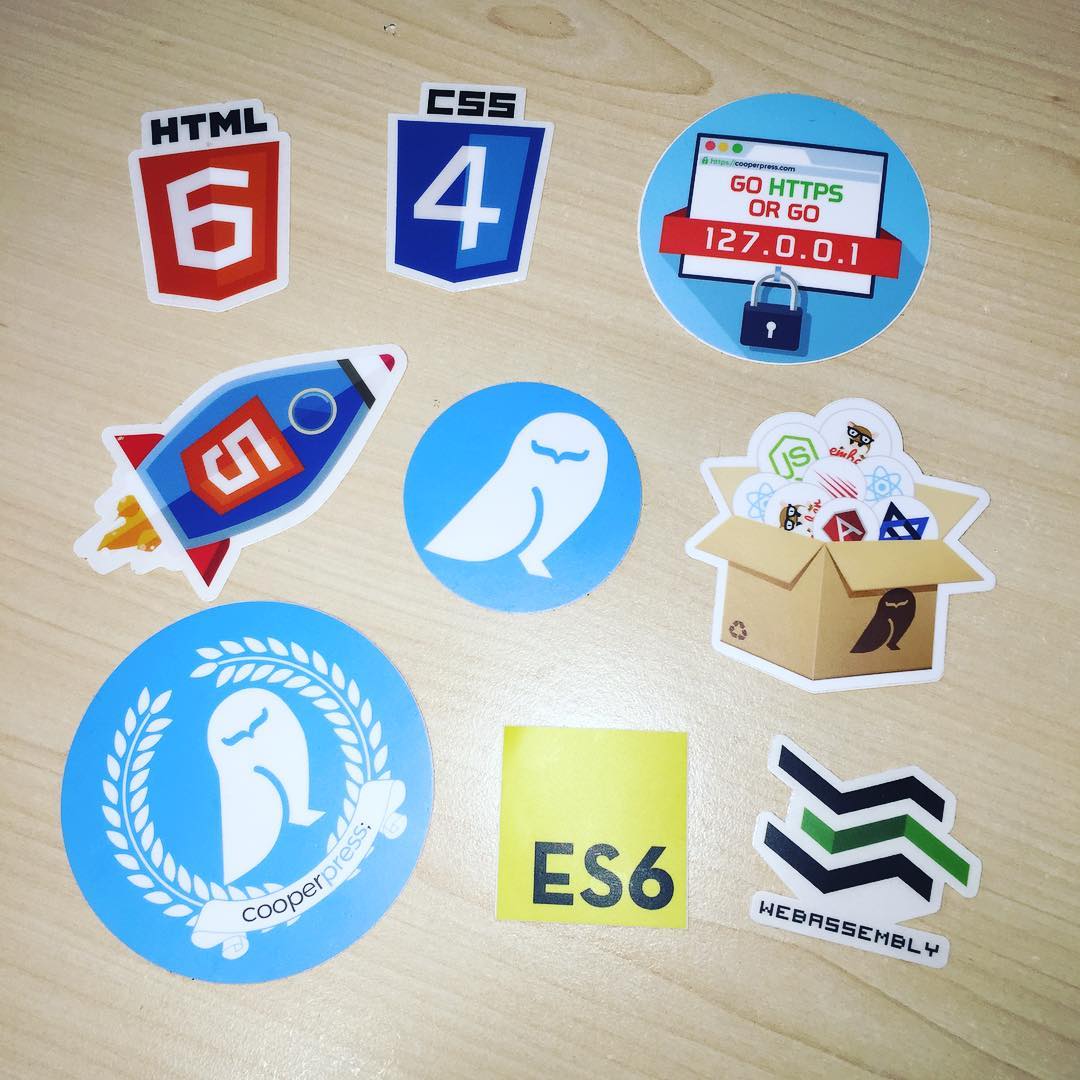 HTML
6
CSS
4
https://cooperpress.com
GO HTTPS
OR GO
127.0.0.1
5
JS
A
cooperpress;
ES6
WEBASSEMBLY